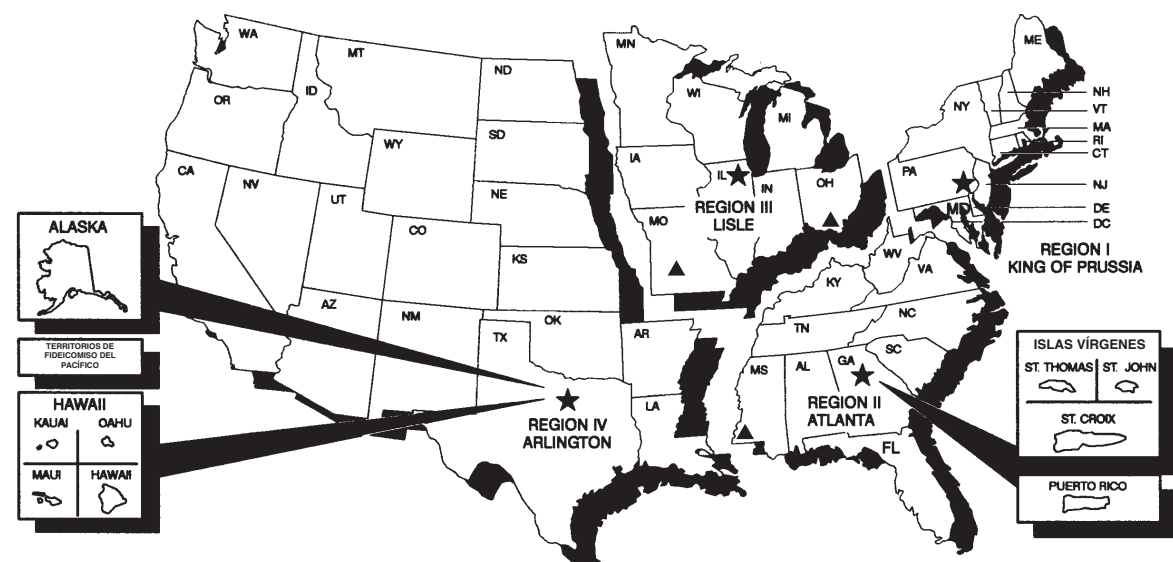 WA
MT
ND
MN
ME
OR
ID
SD
WI
MI
NY
NH
VT
MA
RI
CT
WY
CA
NV
UT
NE
IA
IL
IN
OH
PA
NJ
MD
DE
DC
REGION III
LISLE
REGION I
KING OF PRUSSIA
ALASKA
CO
KS
MO
WV
VA
KY
AZ
NM
TX
OK
AR
TN
NC
SC
TERRITORIOS DE
FIDEICOMISO DEL
PACÍFICO
MS
AL
GA
LA
FL
HAWAII
KAUAI
OAHU
MAUI
HAWAII
REGION IV
ARLINGTON
REGION II
ATLANTA
ISLAS VÍRGENES
ST. THOMAS
ST. JOHN
ST. CROIX
PUERTO RICO